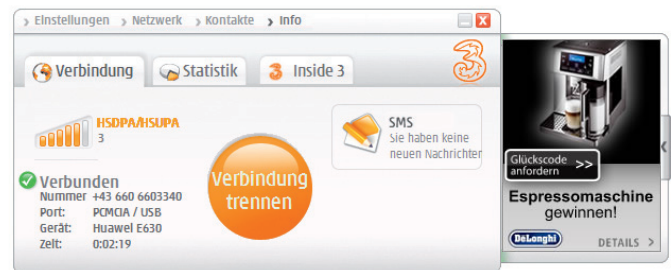 Einstellungen > Netzwerk > Kontakte > Info
Verbindung
Statistik
3 Inside 3
3
HSDPA/HSUPA
3
Verbunden
Nummer +43 660 6603340
Port: PCMCIA / USB
Gerät: Huawei E630
Zeit: 0:02:19
Verbindung
trennen
SMS
Sie haben keine
neuen Nachrichten
Glückscode
anfordern >>
Espressomaschine
gewinnen!
DeLonghi
DETAILS >